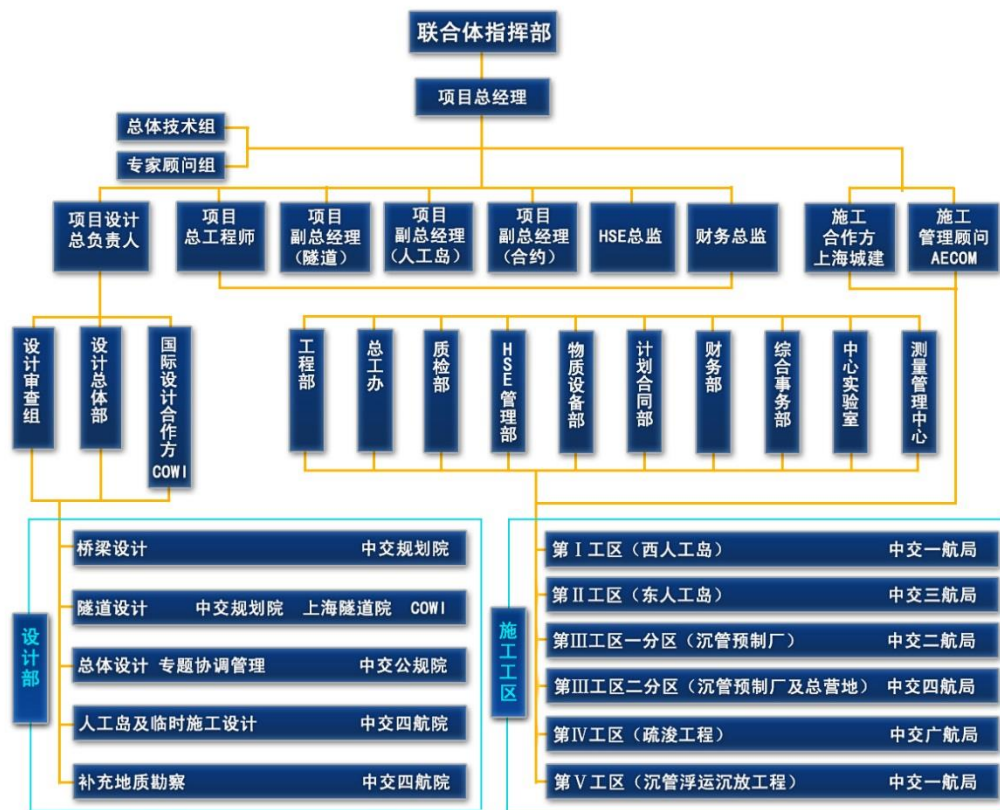 联合体指挥部
项目总经理
总体技术组
专家顾问组
项目设计
总负责人
项目
总工程师
项目
副总经理
(隧道)
项目
副总经理
(人工岛)
项目
副总经理
(合约)
HSE总监
财务总监
施工
合作方
上海城建
施工
管理顾问
AECOM
设计审查组
设计总体部
国际设计合作方
COWI
工程部
总工办
质检部
HSE管理部
物质设备部
计划合同部
财务部
综合事务部
中心实验室
测量管理中心
设计部
桥梁设计 中交规划院
隧道设计 中交规划院 上海隧道院 COWI
总体设计 专题协调管理 中交公规院
人工岛及临时施工设计 中交四航院
补充地质勘察 中交四航院
施工工区
第Ⅰ工区（西人工岛） 中交一航局
第Ⅱ工区（东人工岛） 中交三航局
第Ⅲ工区一分区（沉管预制厂） 中交二航局
第Ⅲ工区二分区（沉管预制厂及总营地） 中交四航局
第Ⅳ工区（疏浚工程） 中交广航局
第Ⅴ工区（沉管浮运沉放工程） 中交一航局